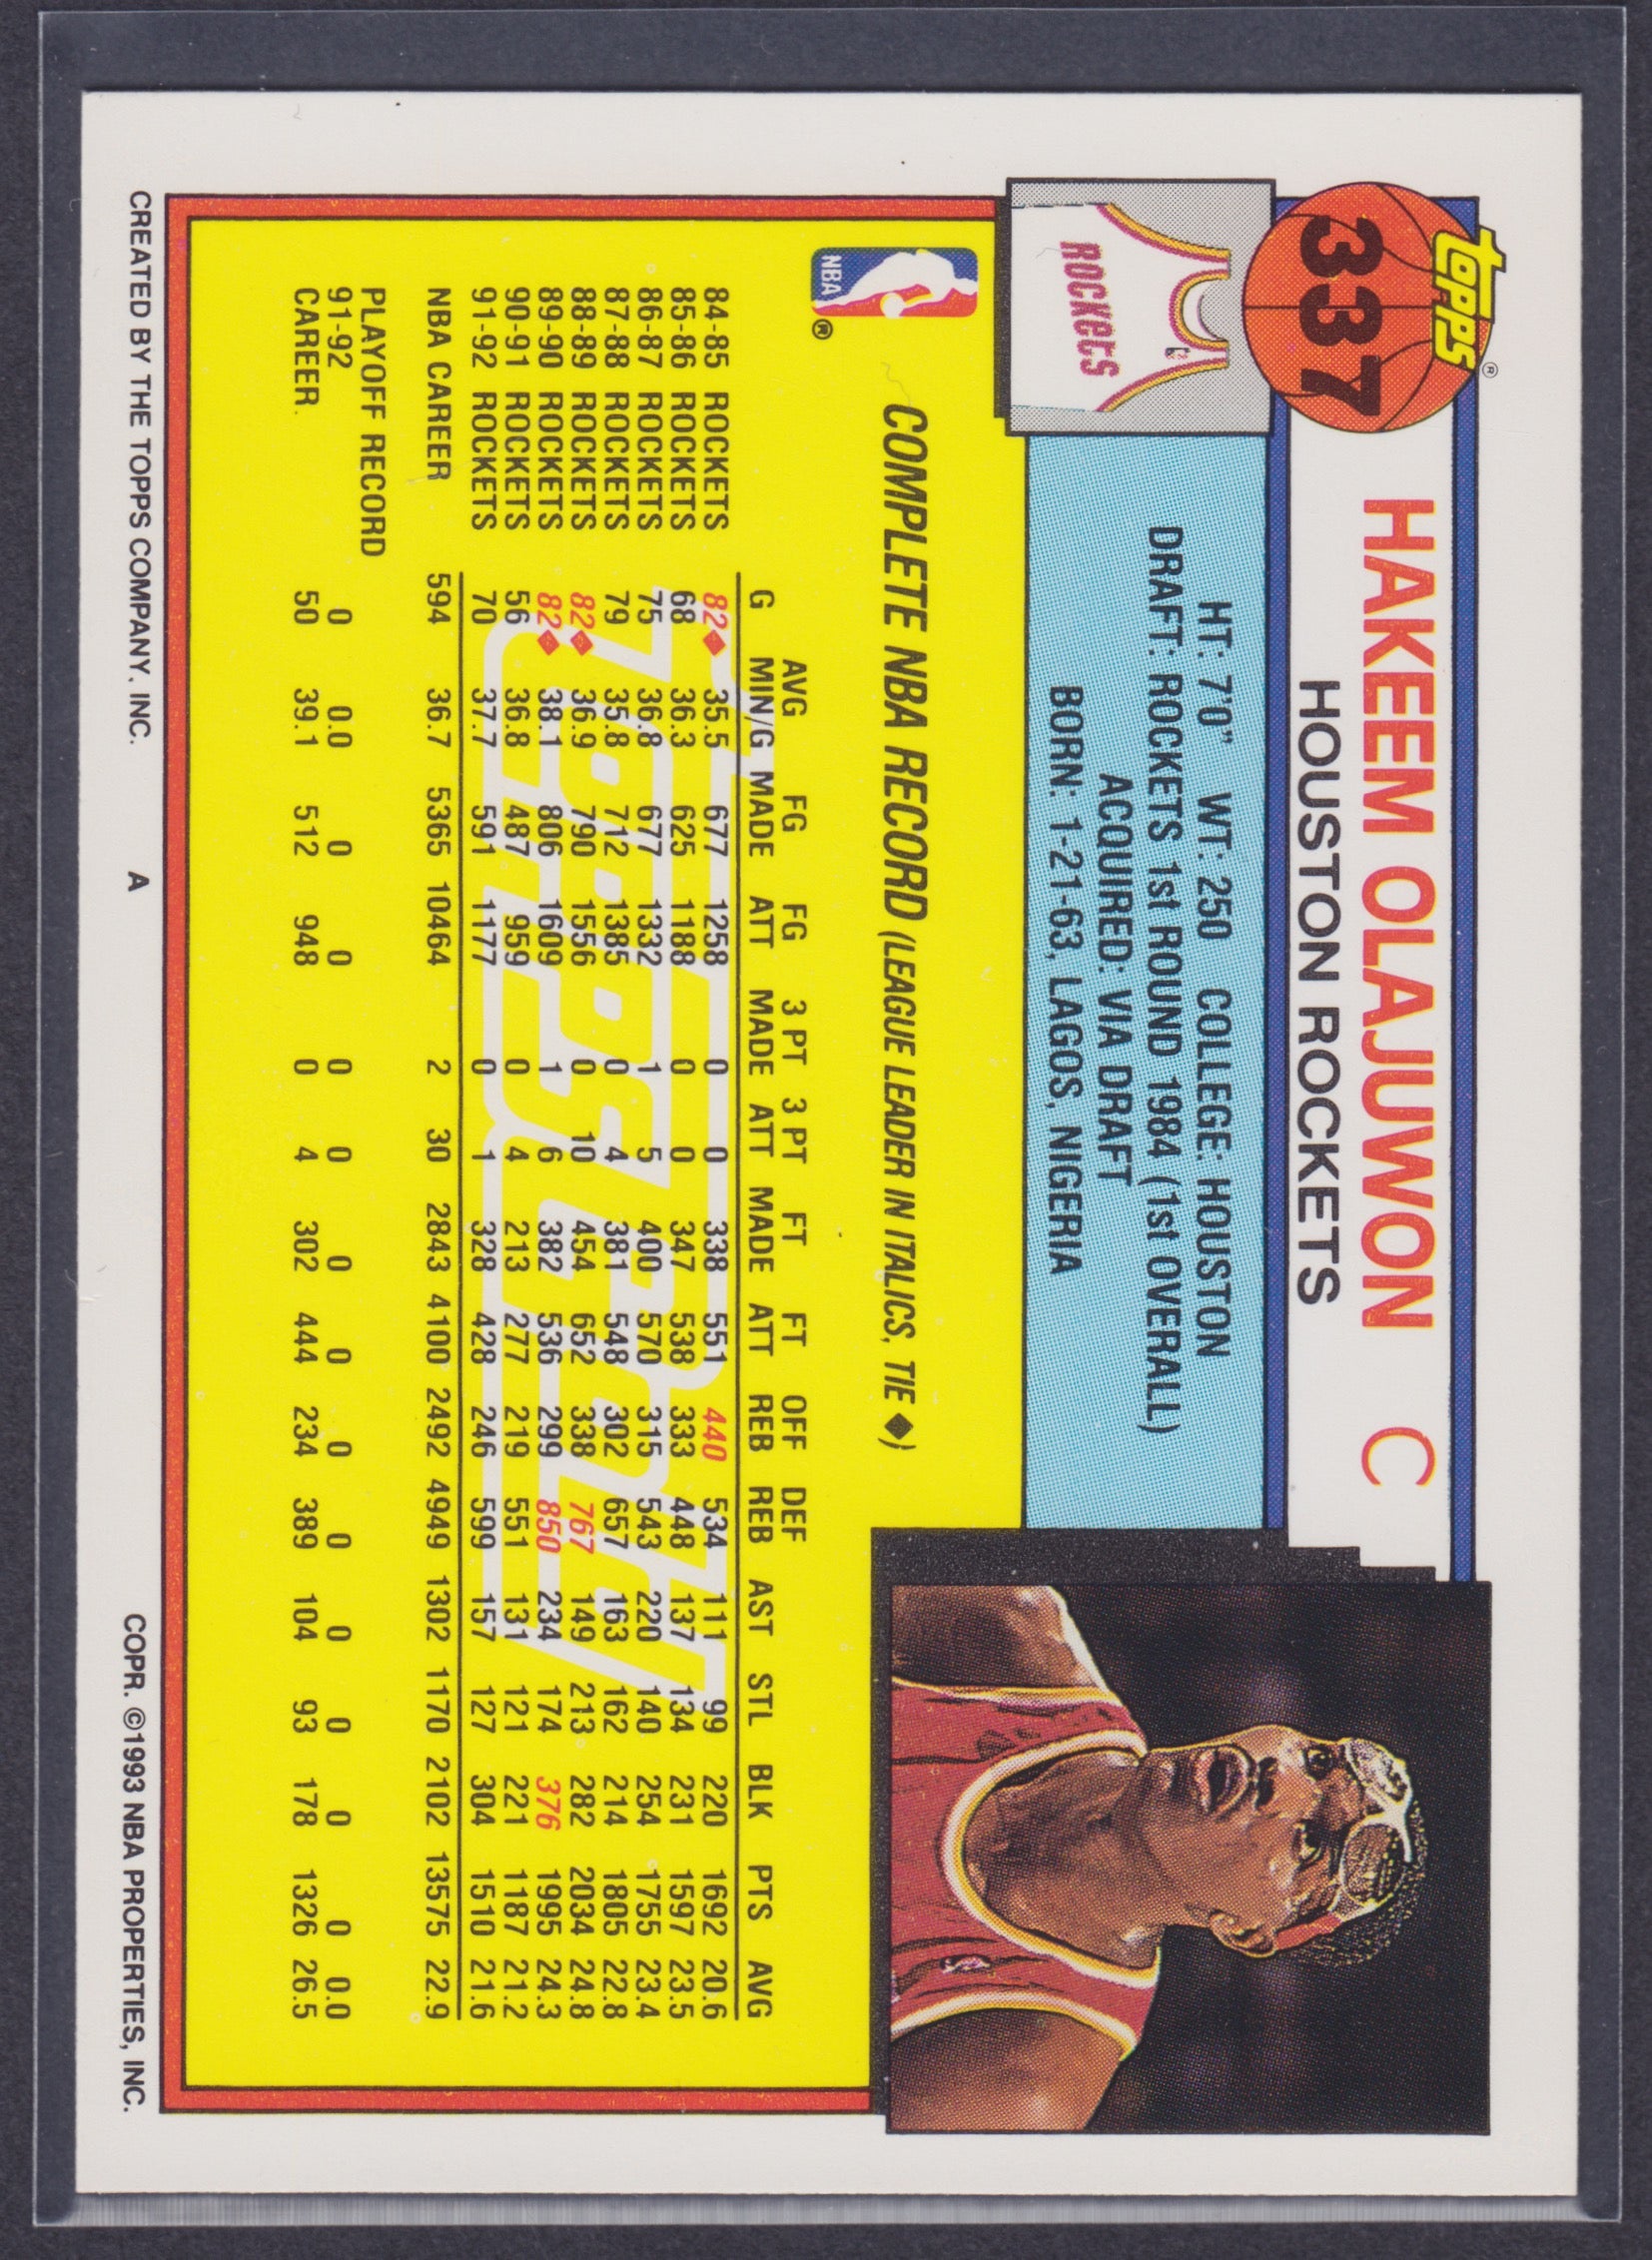 topps®
337
HAKEEM OLAJUWON C
HOUSTON ROCKETS
ROCKETS
HT: 7'0" WT: 250 COLLEGE: HOUSTON
DRAFT: ROCKETS 1st ROUND 1984 (1st OVERALL)
ACQUIRED: VIA DRAFT
BORN: 1-21-63, LAGOS, NIGERIA
NBA ®
COMPLETE NBA RECORD (LEAGUE LEADER IN ITALICS, TIE ◆)
AVG FG FG 3 PT 3 PT FT FT OFF DEF
G MIN/G MADE ATT MADE ATT MADE ATT REB REB AST STL BLK PTS AVG
84-85 ROCKETS 82◆ 35.5 677 1258 0 0 338 551 440 534 111 99 220 1692 20.6
85-86 ROCKETS 68 36.3 625 1188 0 0 347 538 333 448 137 134 231 1597 23.5
86-87 ROCKETS 75 36.8 677 1332 1 5 400 570 315 543 220 140 254 1755 23.4
87-88 ROCKETS 79 35.8 712 1385 0 4 381 548 302 657 163 162 214 1805 22.8
88-89 ROCKETS 82◆ 36.9 790 1556 0 10 454 652 338 767 149 213 282 2034 24.8
89-90 ROCKETS 82◆ 38.1 806 1609 1 6 382 536 299 850 234 174 376 1995 24.3
90-91 ROCKETS 56 36.8 487 959 0 4 213 277 219 551 131 121 221 1187 21.2
91-92 ROCKETS 70 37.7 591 1177 0 1 328 428 246 599 157 127 304 1510 21.6
NBA CAREER 594 36.7 5365 10464 2 30 2843 4100 2492 4949 1302 1170 2102 13575 22.9
PLAYOFF RECORD
91-92 0 0.0 0 0 0 0 0 0 0 0 0 0 0 0 0.0
CAREER 50 39.1 512 948 0 4 302 444 234 389 104 93 178 1326 26.5
Topps Gold
CREATED BY THE TOPPS COMPANY, INC. A COPR. ©1993 NBA PROPERTIES, INC.